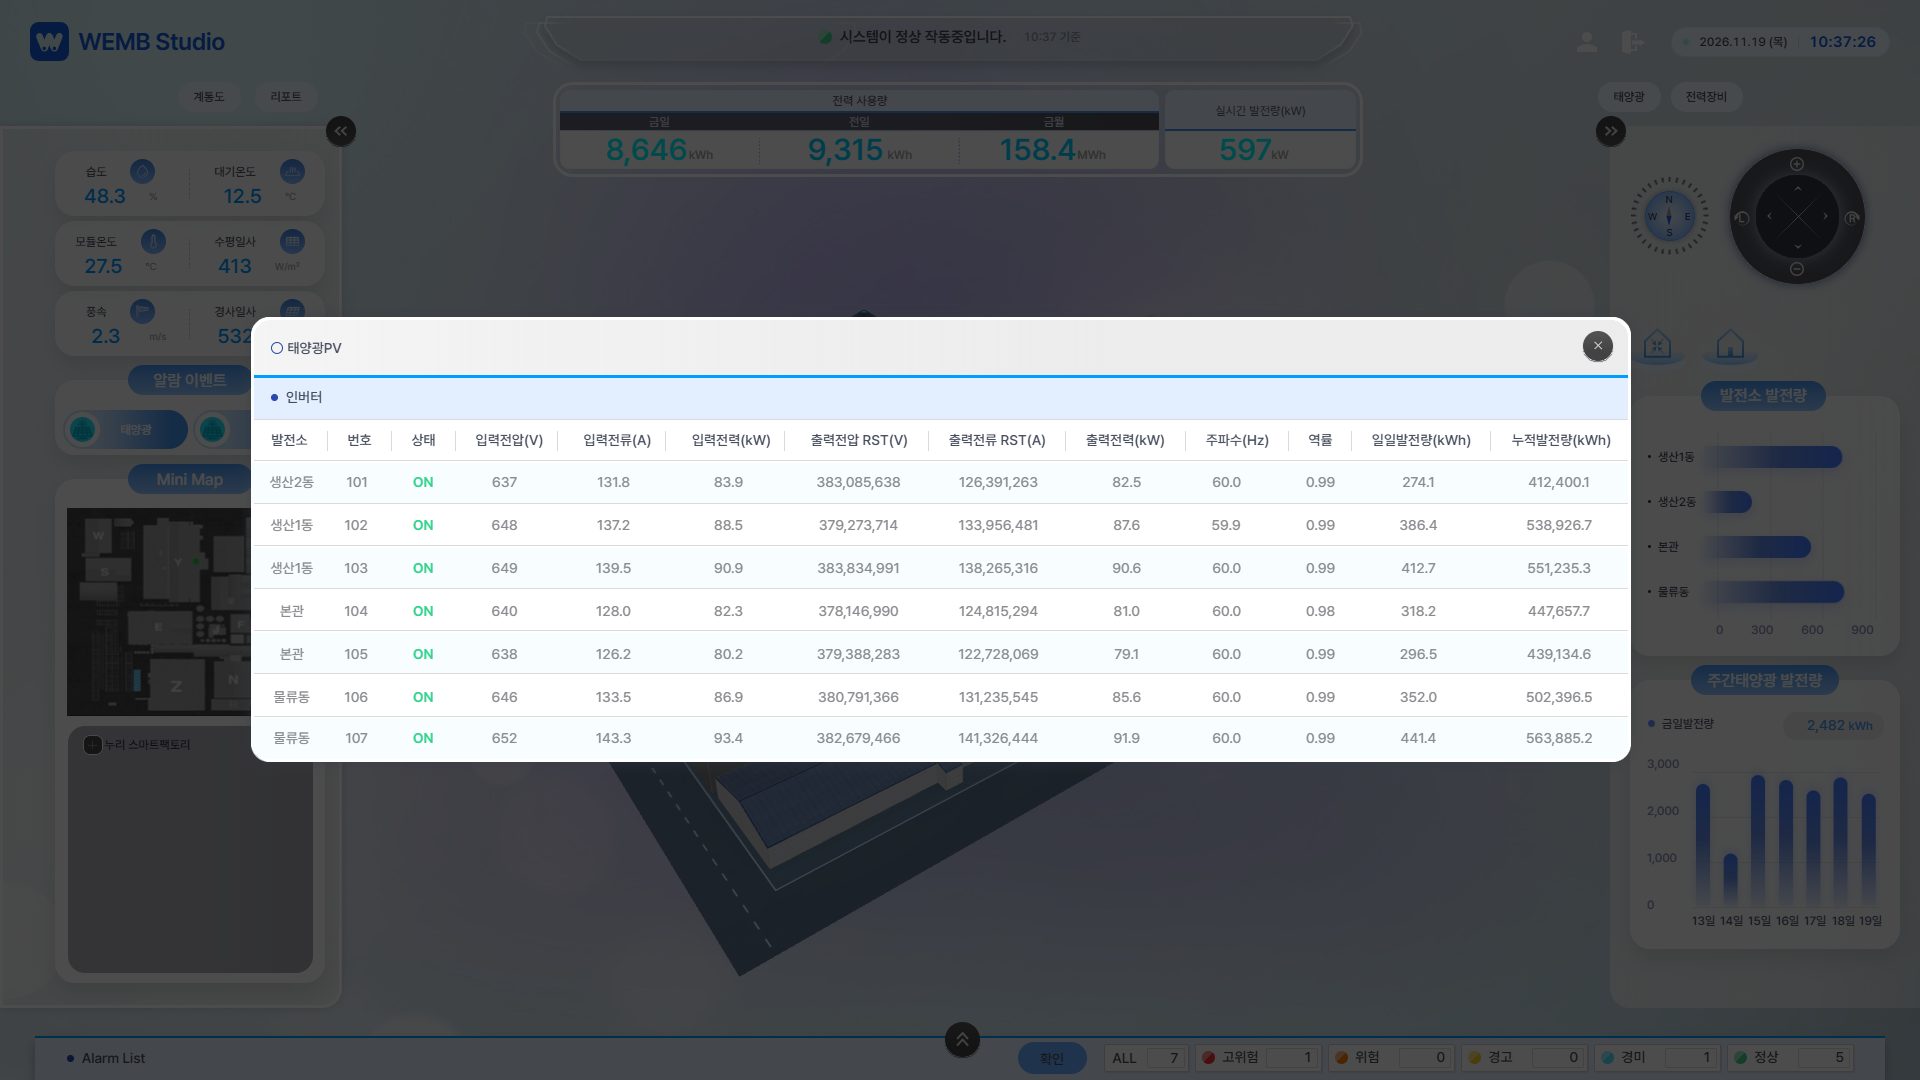 WEMB Studio
시스템이 정상 작동중입니다. 10:37 기준
2026.11.19 (목) 10:37:26
계통도 리포트
태양광 전력장비
전력 사용량
실시간 발전량(kW)
금일 전일 금월
8,646 kWh 9,315 kWh 158.4 MWh
597 kW
습도 대기온도
48.3 % 12.5 °C
모듈온도 수평일사
27.5 °C 413 W/m²
풍속 경사일사
2.3 m/s 532
알람 이벤트
태양광
Mini Map
W
S
Y
E
F
Z
N
누리 스마트팩토리
N
W E
S
L R
태양광PV
인버터
발전소 번호 상태 입력전압(V) 입력전류(A) 입력전력(kW) 출력전압 RST(V) 출력전류 RST(A) 출력전력(kW) 주파수(Hz) 역률 일일발전량(kWh) 누적발전량(kWh)
생산2동 101 ON 637 131.8 83.9 383,085,638 126,391,263 82.5 60.0 0.99 274.1 412,400.1
생산1동 102 ON 648 137.2 88.5 379,273,714 133,956,481 87.6 59.9 0.99 386.4 538,926.7
생산1동 103 ON 649 139.5 90.9 383,834,991 138,265,316 90.6 60.0 0.99 412.7 551,235.3
본관 104 ON 640 128.0 82.3 378,146,990 124,815,294 81.0 60.0 0.98 318.2 447,657.7
본관 105 ON 638 126.2 80.2 379,388,283 122,728,069 79.1 60.0 0.99 296.5 439,134.6
물류동 106 ON 646 133.5 86.9 380,791,366 131,235,545 85.6 60.0 0.99 352.0 502,396.5
물류동 107 ON 652 143.3 93.4 382,679,466 141,326,444 91.9 60.0 0.99 441.4 563,885.2
발전소 발전량
생산1동
생산2동
본관
물류동
0 300 600 900
주간태양광 발전량
금일발전량 2,482 kWh
3,000
2,000
1,000
0
13일 14일 15일 16일 17일 18일 19일
Alarm List
확인 ALL 7 고위험 1 위험 0 경고 0 경미 1 정상 5